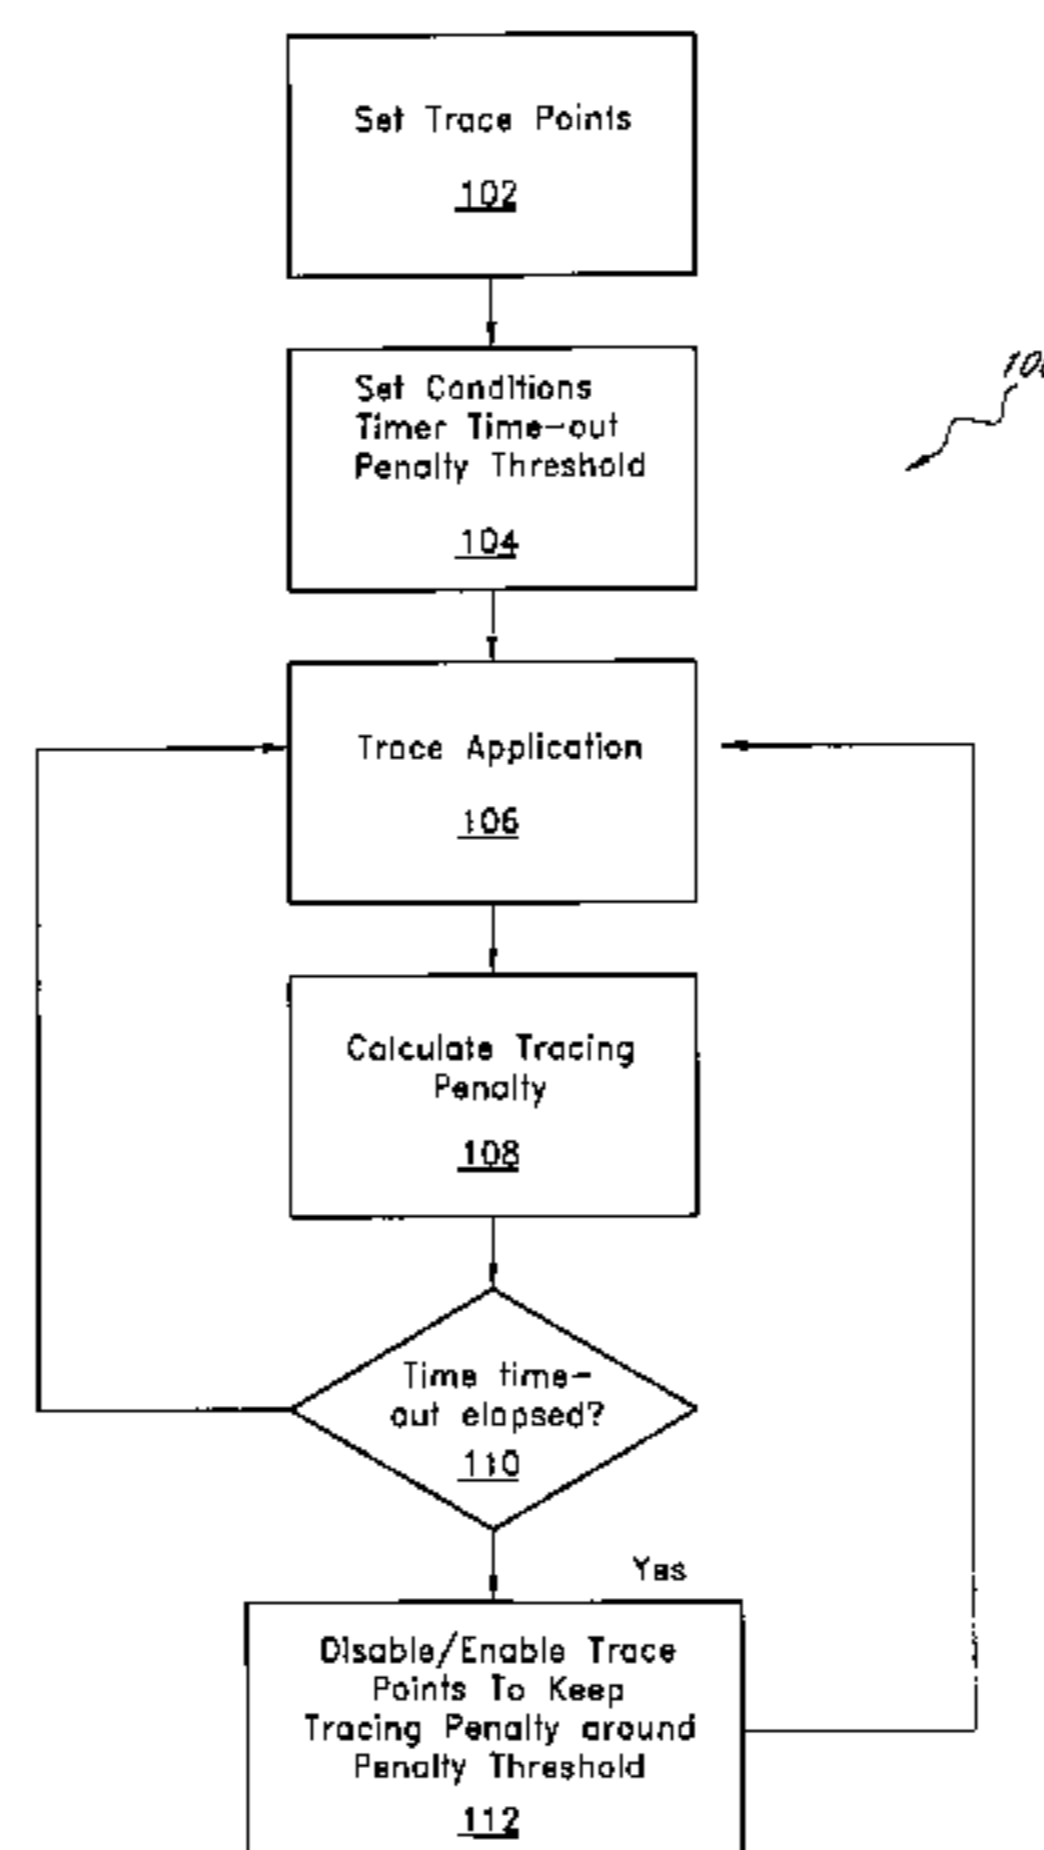 Set Trace Points
102
Set Conditions
Timer Time-out
Penalty Threshold
104
Trace Application
106
Calculate Tracing
Penalty
108
Time time-
out elapsed?
110
Yes
Disable/Enable Trace
Points To Keep
Tracing Penalty around
Penalty Threshold
112